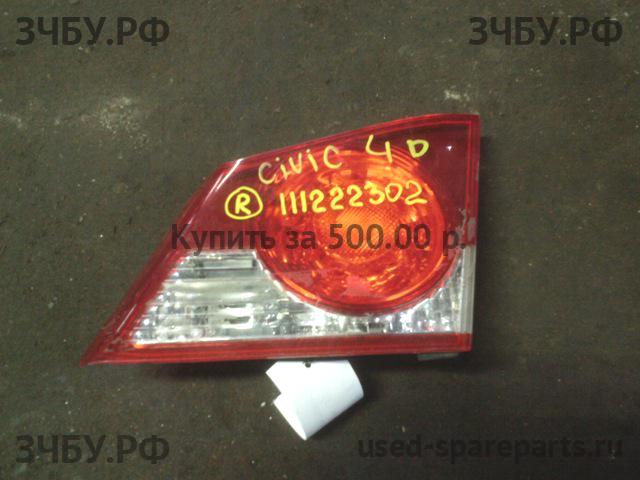 ЗЧБУ.РФ
ЗЧБУ.РФ
CiViC 4D
R 111222302
Купить за 500.00 р.
ЗЧБУ.РФ
used-spareparts.ru